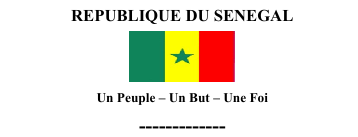 REPUBLIQUE DU SENEGAL
Un Peuple – Un But – Une Foi
-------------